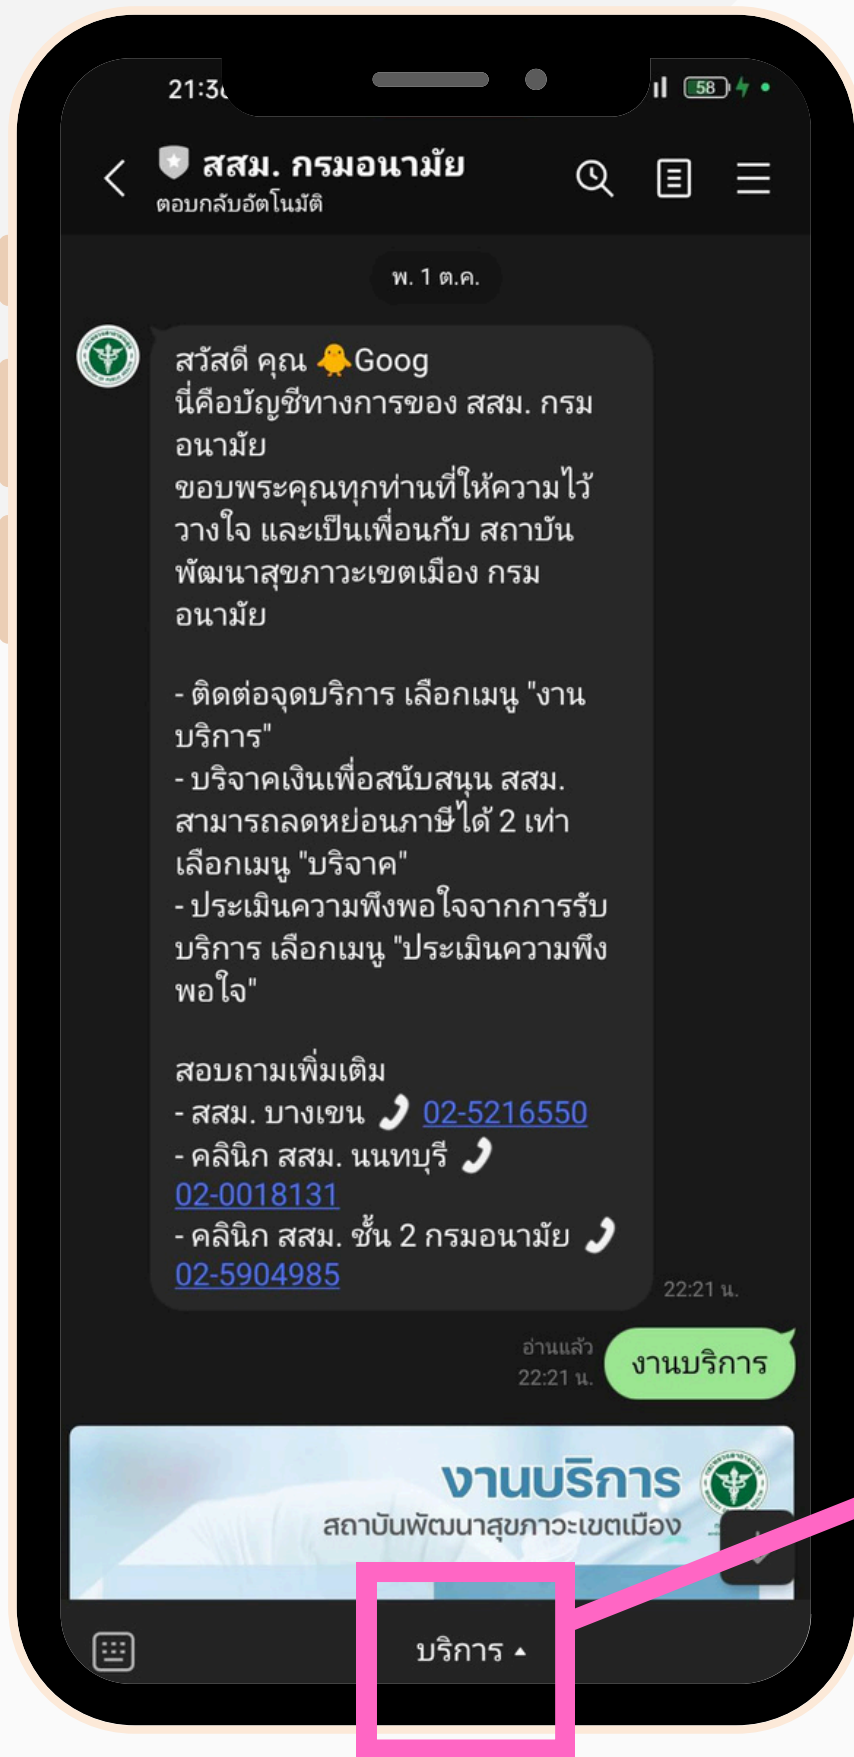 21:3
58
สสม. กรมอนามัย
ตอบกลับอัตโนมัติ
พ. 1 ต.ค.
สวัสดี คุณ 🐥Goog
นี่คือบัญชีทางการของ สสม. กรม
อนามัย
ขอบพระคุณทุกท่านที่ให้ความไว้
วางใจ และเป็นเพื่อนกับ สถาบัน
พัฒนาสุขภาวะเขตเมือง กรม
อนามัย
- ติดต่อจุดบริการ เลือกเมนู "งาน
บริการ"
- บริจาคเงินเพื่อสนับสนุน สสม.
สามารถลดหย่อนภาษีได้ 2 เท่า
เลือกเมนู "บริจาค"
- ประเมินความพึงพอใจจากการรับ
บริการ เลือกเมนู "ประเมินความพึง
พอใจ"
สอบถามเพิ่มเติม
- สสม. บางเขน 02-5216550
- คลินิก สสม. นนทบุรี
02-0018131
- คลินิก สสม. ชั้น 2 กรมอนามัย
02-5904985
22:21 น.
อ่านแล้ว
22:21 น.
งานบริการ
งานบริการ
สถาบันพัฒนาสุขภาวะเขตเมือง
บริการ